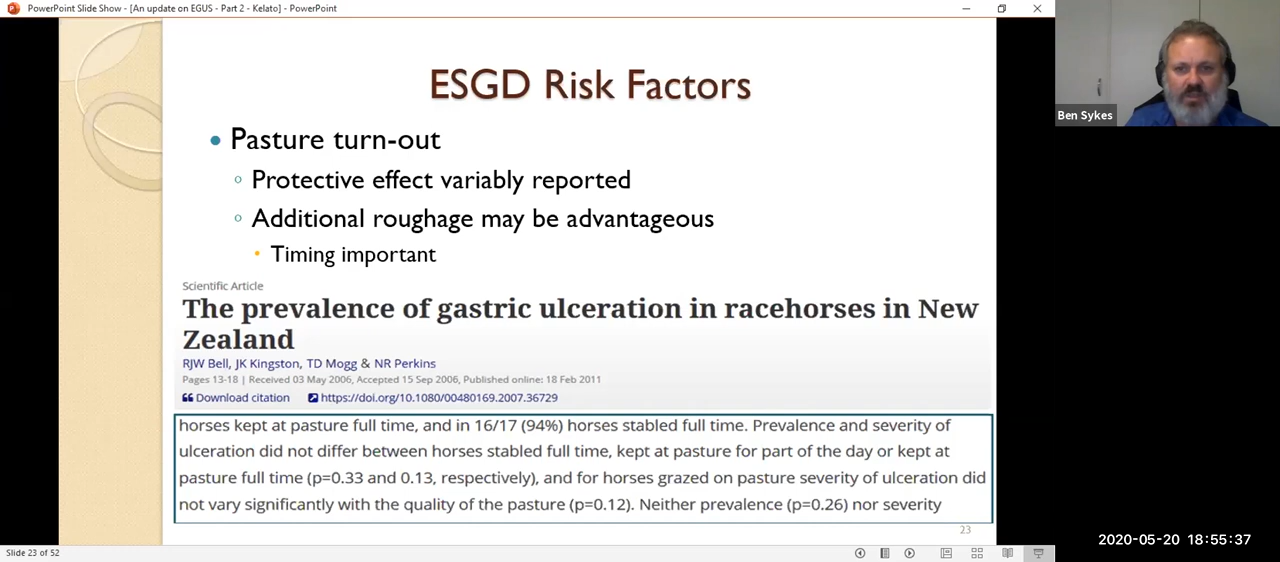 PowerPoint Slide Show - [An update on EGUS - Part 2 - Kelato] - PowerPoint
ESGD Risk Factors
Pasture turn-out
Protective effect variably reported
Additional roughage may be advantageous
Timing important
Scientific Article
The prevalence of gastric ulceration in racehorses in New
Zealand
RJW Bell, JK Kingston, TD Mogg & NR Perkins
Pages 13-18 | Received 03 May 2006, Accepted 15 Sep 2006, Published online: 18 Feb 2011
Download citation https://doi.org/10.1080/00480169.2007.36729
horses kept at pasture full time, and in 16/17 (94%) horses stabled full time. Prevalence and severity of
ulceration did not differ between horses stabled full time, kept at pasture for part of the day or kept at
pasture full time (p=0.33 and 0.13, respectively), and for horses grazed on pasture severity of ulceration did
not vary significantly with the quality of the pasture (p=0.12). Neither prevalence (p=0.26) nor severity
23
Slide 23 of 52
Ben Sykes
2020-05-20 18:55:37